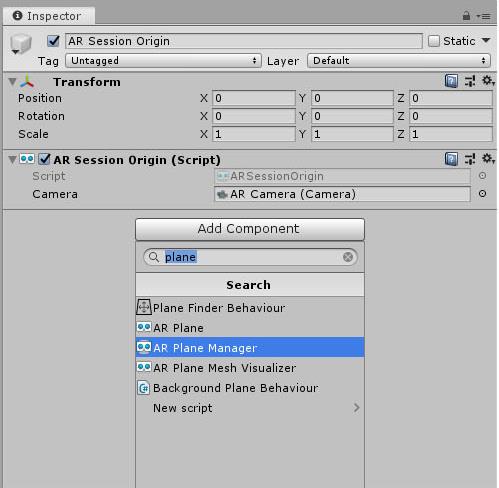 Inspector
AR Session Origin Static
Tag Untagged Layer Default
Transform
Position X 0 Y 0 Z 0
Rotation X 0 Y 0 Z 0
Scale X 1 Y 1 Z 1
AR Session Origin (Script)
Script ARSessionOrigin
Camera AR Camera (Camera)
Add Component
plane
Search
Plane Finder Behaviour
AR Plane
AR Plane Manager
AR Plane Mesh Visualizer
Background Plane Behaviour
New script